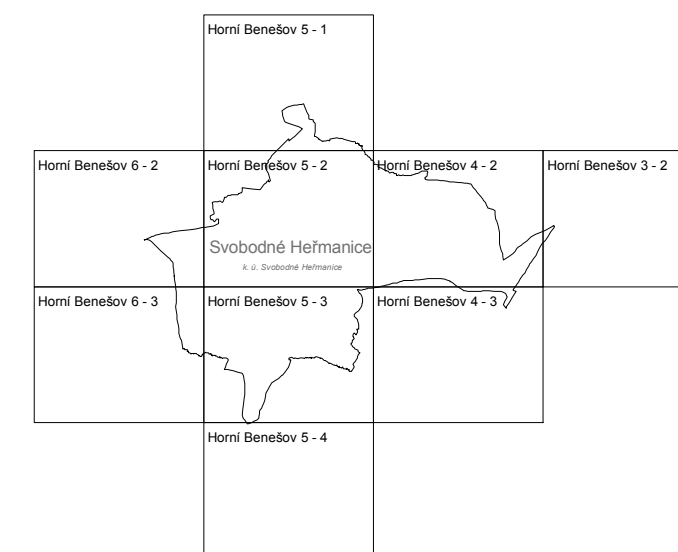 Horní Benešov 5 - 1
Horní Benešov 6 - 2
Horní Benešov 5 - 2
Horní Benešov 4 - 2
Horní Benešov 3 - 2
Svobodné Heřmanice
k. ú. Svobodné Heřmanice
Horní Benešov 6 - 3
Horní Benešov 5 - 3
Horní Benešov 4 - 3
Horní Benešov 5 - 4